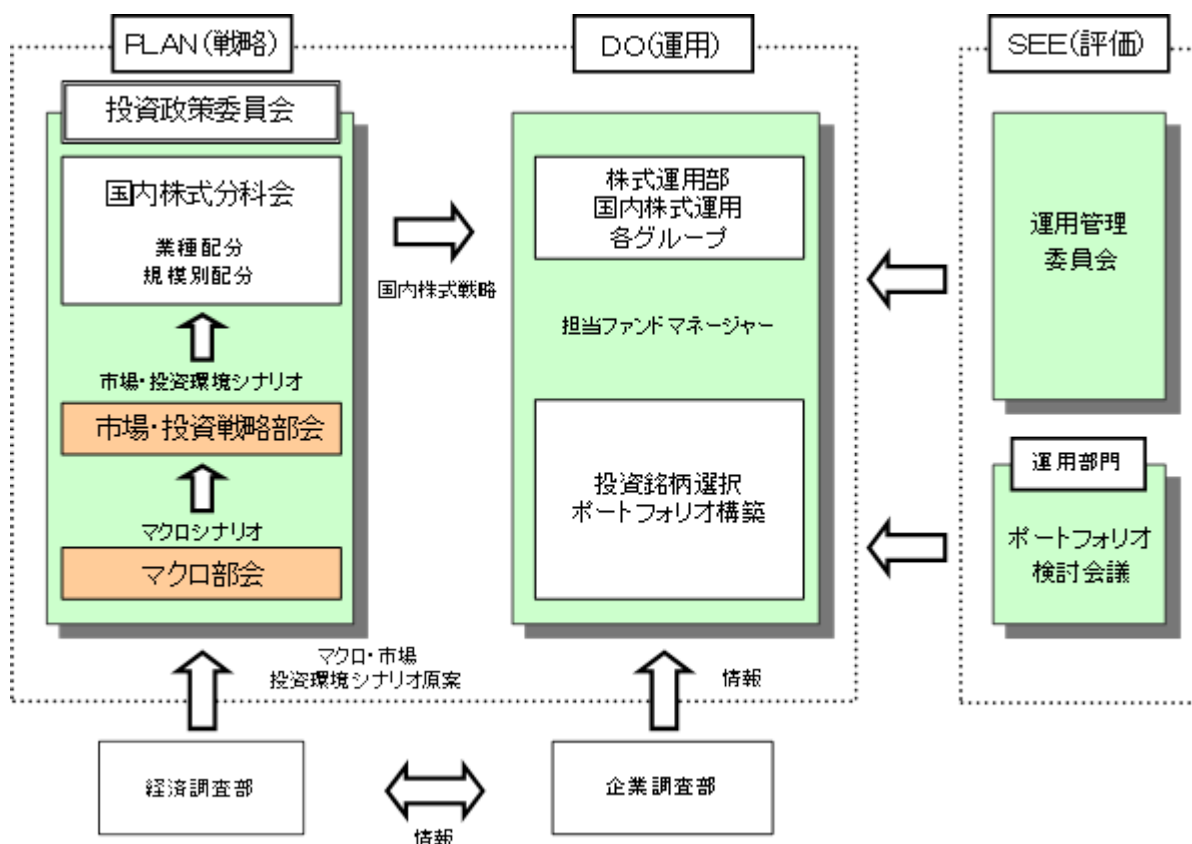 PLAN(戦略)
投資政策委員会
国内株式分科会
業種配分
規模別配分
市場・投資環境シナリオ
市場・投資戦略部会
マクロシナリオ
マクロ部会
国内株式戦略
DO(運用)
株式運用部
国内株式運用
各グループ
担当ファンドマネージャー
投資銘柄選択
ポートフォリオ構築
SEE(評価)
運用管理
委員会
運用部門
ポートフォリオ
検討会議
マクロ・市場
投資環境シナリオ原案
情報
経済調査部
情報
企業調査部